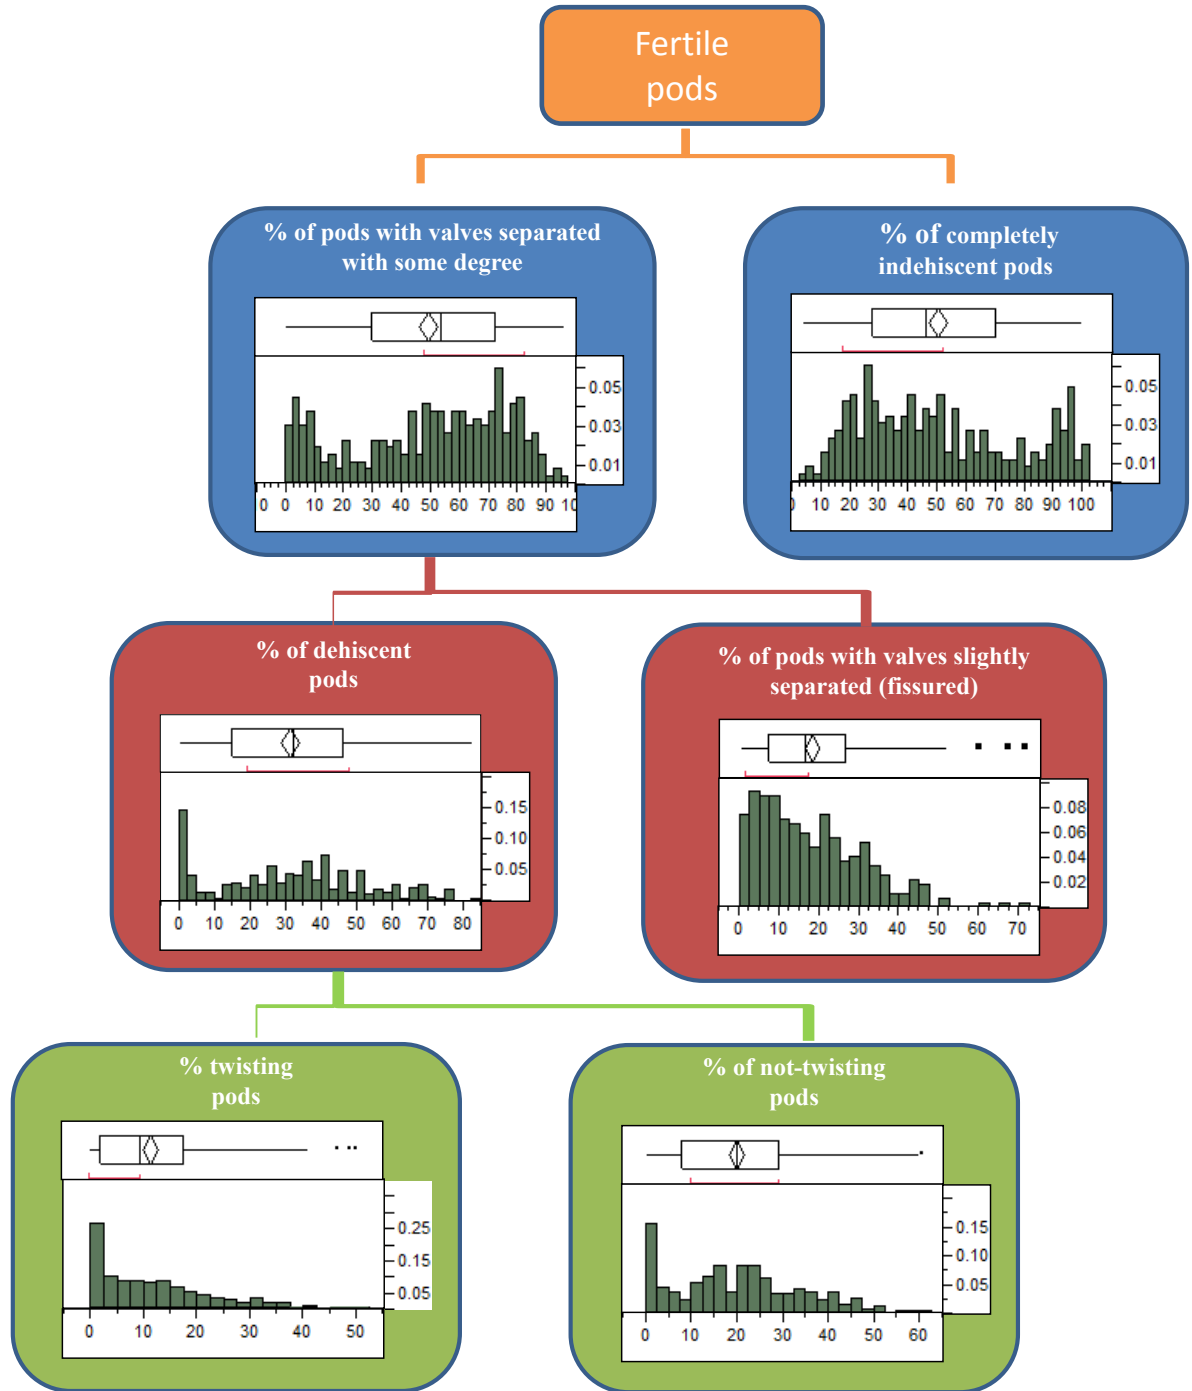 Fertile
pods
% of pods with valves separated
with some degree
0.05
0.03
0.01
0 0 10 20 30 40 50 60 70 80 90 10
% of completely
indehiscent pods
0.05
0.03
0.01
0 10 20 30 40 50 60 70 80 90 100
% of dehiscent
pods
0.15
0.10
0.05
0 10 20 30 40 50 60 70 80
% of pods with valves slightly
separated (fissured)
0.08
0.06
0.04
0.02
0 10 20 30 40 50 60 70
% twisting
pods
0.25
0.15
0.05
0 10 20 30 40 50
% of not-twisting
pods
0.15
0.10
0.05
0 10 20 30 40 50 60